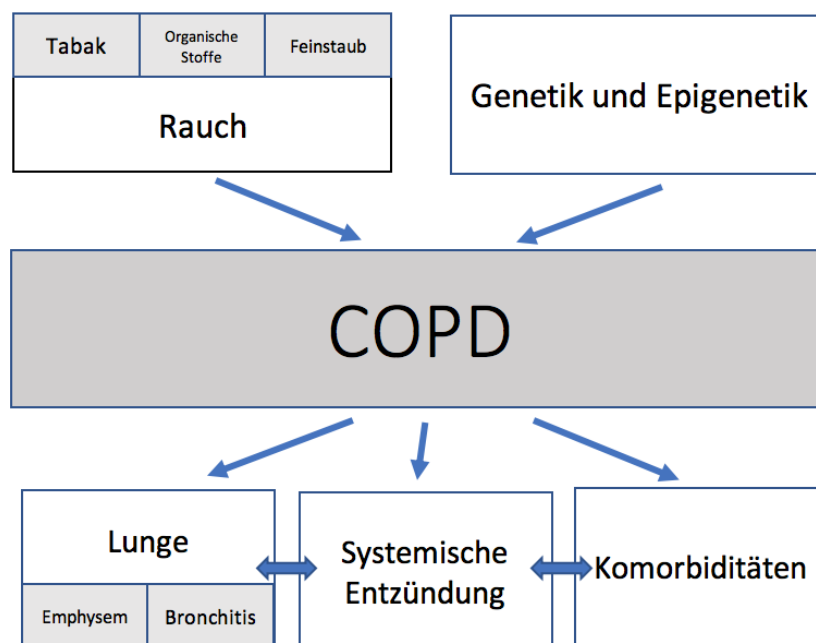 Tabak
Organische
Stoffe
Feinstaub
Rauch
Genetik und Epigenetik
COPD
Lunge
Emphysem
Bronchitis
Systemische
Entzündung
Komorbiditäten